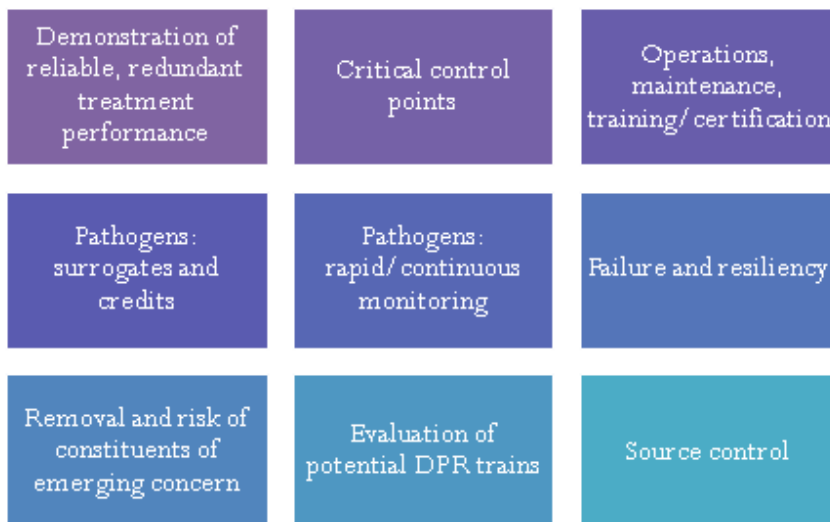 Demonstration of
reliable, redundant
treatment
performance
Critical control
points
Operations,
maintenance,
training/certification
Pathogens:
surrogates and
credits
Pathogens:
rapid/continuous
monitoring
Failure and resiliency
Removal and risk of
constituents of
emerging concern
Evaluation of
potential DPR trains
Source control